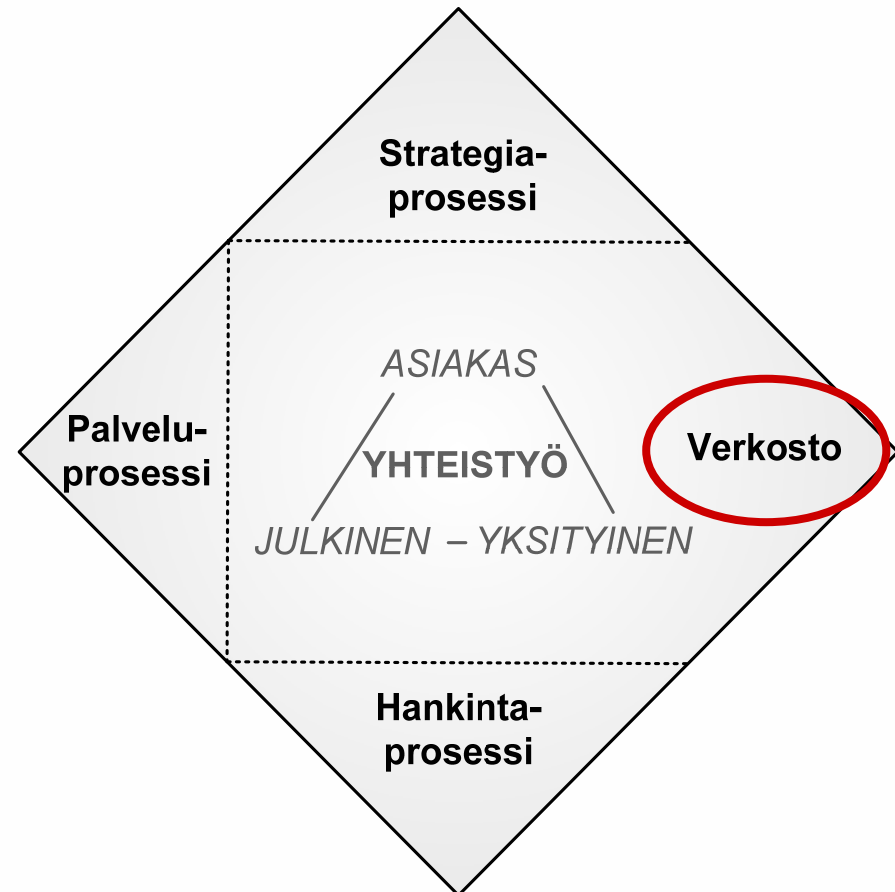 Strategia-
prosessi
ASIAKAS
Palvelu-
prosessi
YHTEISTYÖ
Verkosto
JULKINEN – YKSITYINEN
Hankinta-
prosessi